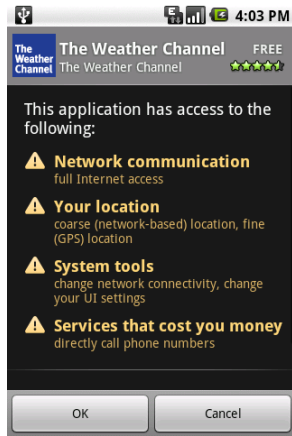 4:03 PM
The Weather Channel
The Weather Channel FREE
The Weather Channel
This application has access to the
following:
Network communication
full Internet access
Your location
coarse (network-based) location, fine
(GPS) location
System tools
change network connectivity, change
your UI settings
Services that cost you money
directly call phone numbers
OK Cancel